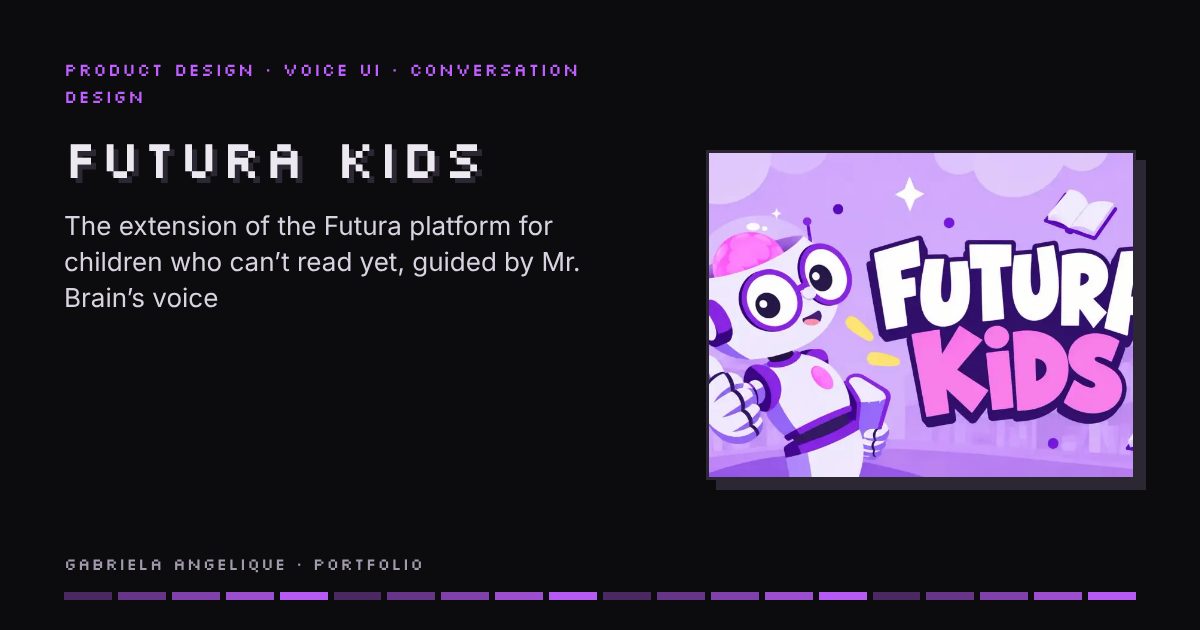 PRODUCT DESIGN · VOICE UI · CONVERSATION
DESIGN
FUTURA KIDS
The extension of the Futura platform for
children who can’t read yet, guided by Mr.
Brain’s voice
FUTURA
KiDS
GABRIELA ANGELIQUE · PORTFOLIO